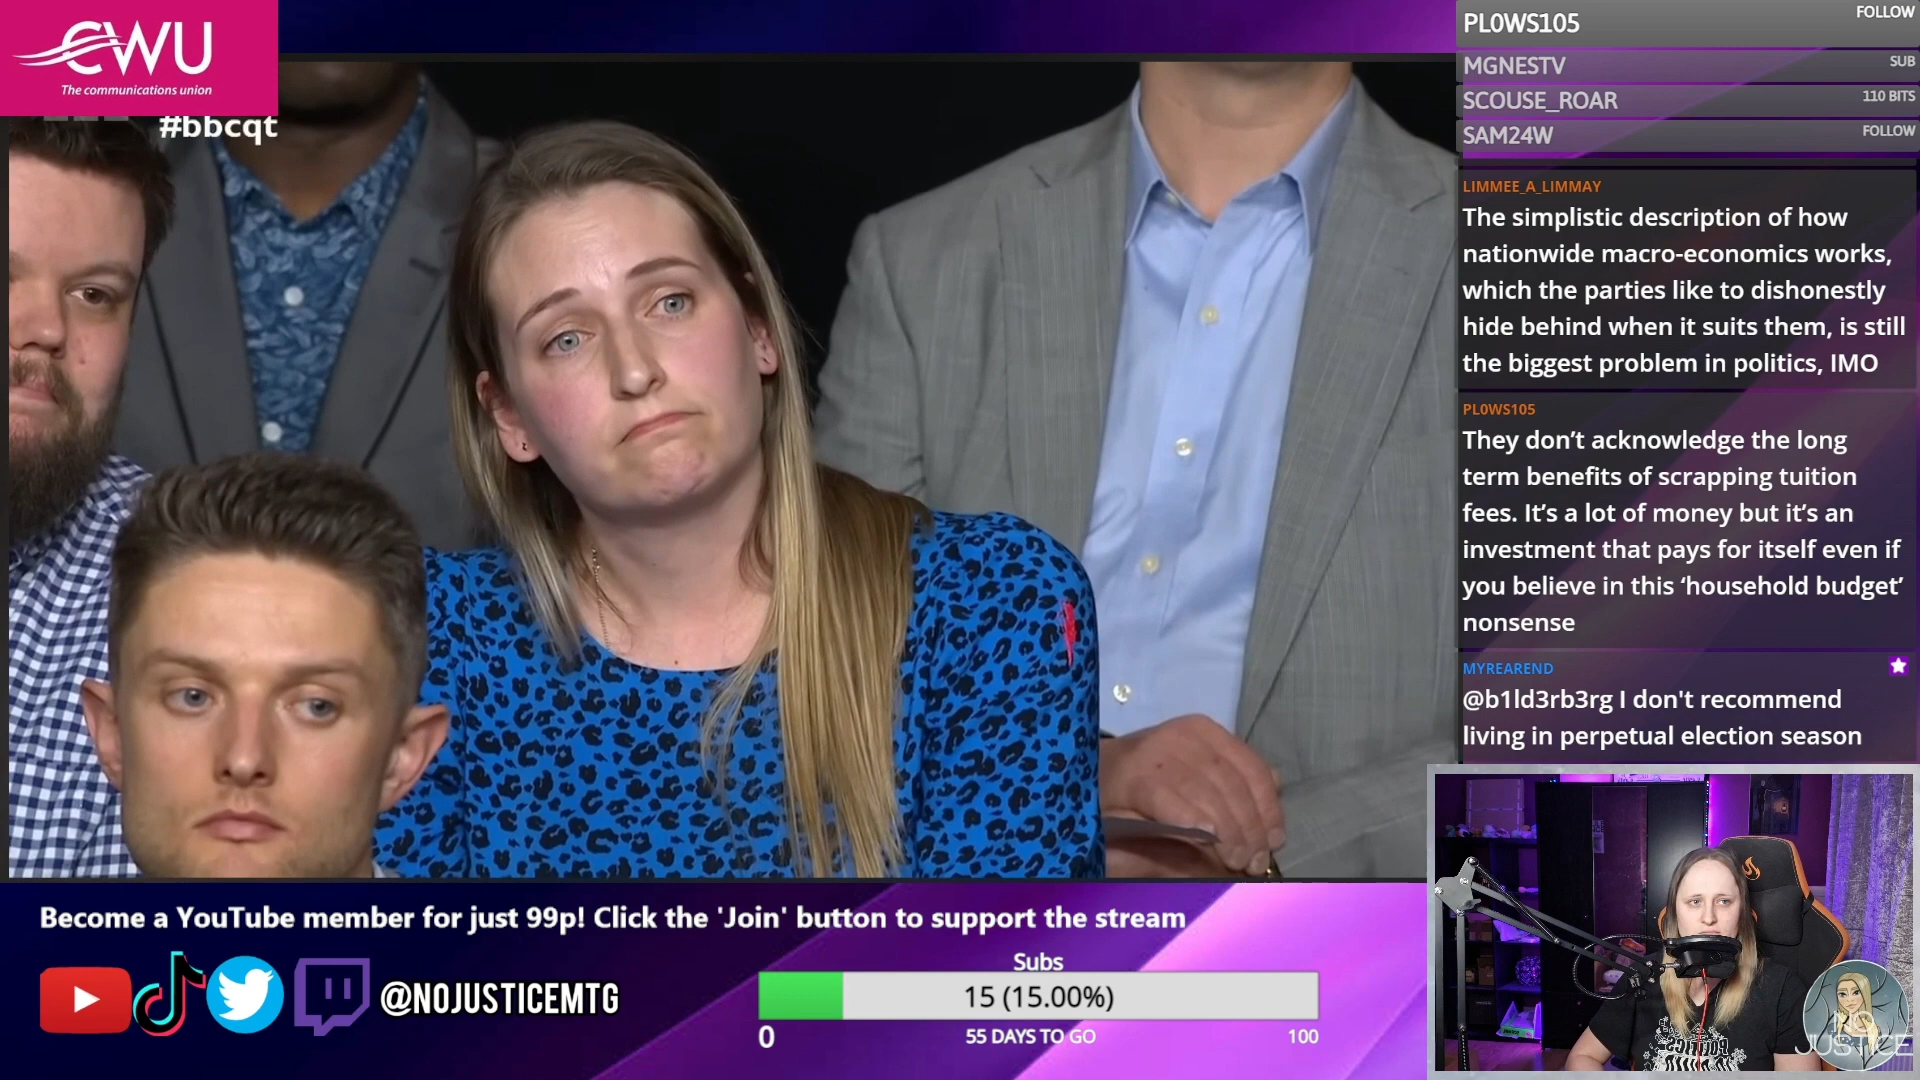 CWU
The communications union
#bbcqt
PL0WS105 FOLLOW
MGNESTV SUB
SCOUSE_ROAR 110 BITS
SAM24W FOLLOW
LIMMEE_A_LIMMAY
The simplistic description of how
nationwide macro-economics works,
which the parties like to dishonestly
hide behind when it suits them, is still
the biggest problem in politics, IMO
PL0WS105
They don’t acknowledge the long
term benefits of scrapping tuition
fees. It’s a lot of money but it’s an
investment that pays for itself even if
you believe in this ‘household budget’
nonsense
MYREAREND
@b1ld3rb3rg I don't recommend
living in perpetual election season
Become a YouTube member for just 99p! Click the 'Join' button to support the stream
@NOJUSTICEMTG
Subs
15 (15.00%)
0 55 DAYS TO GO 100
NO
JUSTICE